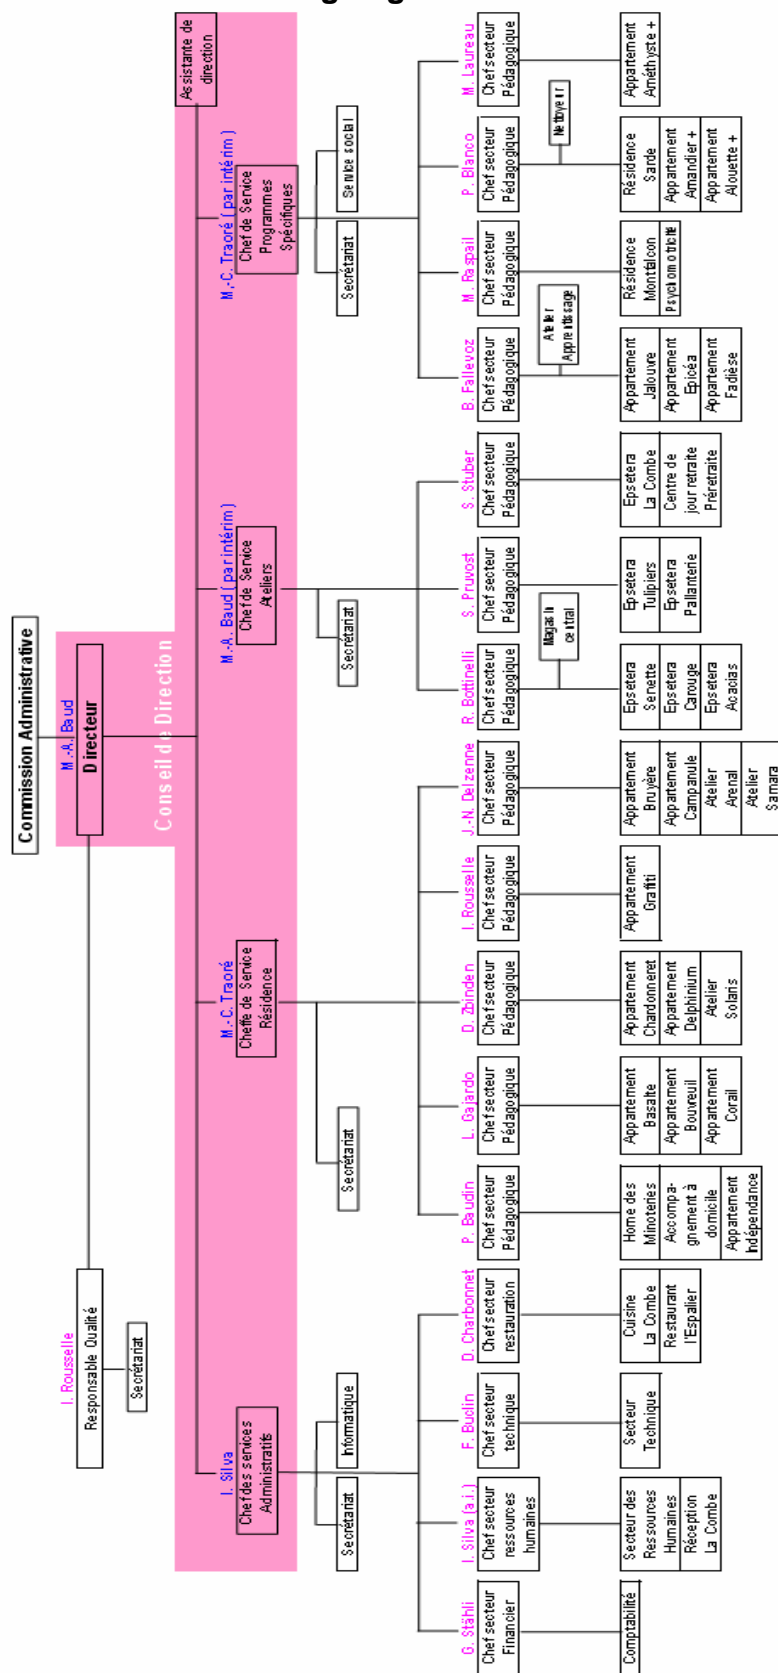 Commission Administrative
M.-A. Baud
Directeur
I. Rousselle
Responsable Qualité
Secrétariat
Conseil de Direction
Assistante de
direction
I. Silva
Chef des services
Administratifs
Secrétariat
Informatique
M.-C. Traoré
Cheffe de Service
Résidence
Secrétariat
M.-A. Baud ( par intérim )
Chef de Service
Ateliers
Secrétariat
M,-C. Traoré ( par intérim )
Chef de Service
Programmes
Spécifiques
Secrétariat
Service social
G. Stähli
Chef secteur
Financier
Comptabilité
I. Silva (a.i.)
Chef secteur
ressources
humaines
Secteur des
Ressources
Humaines
Réception
La Combe
F. Buclin
Chef secteur
technique
Secteur
Technique
D. Charbonnet
Chef secteur
restauration
Cuisine
La Combe
Restaurant
l'Espalier
P. Baudin
Chef secteur
Pédagogique
Home des
Minoteries
Accompa-
gnement à
domicile
Appartement
Indépendance
L. Gajardo
Chef secteur
Pédagogique
Appartement
Basalte
Appartement
Bouvreuil
Appartement
Corail
D. Zbinden
Chef secteur
Pédagogique
Appartement
Chardonneret
Appartement
Delphinium
Atelier
Solaris
I. Rousselle
Chef secteur
Pédagogique
Appartement
Grafiti
J.-N. Delzenne
Chef secteur
Pédagogique
Appartement
Bruyère
Appartement
Campanule
Atelier
Arenal
Atelier
Samara
R. Bottinelli
Chef secteur
Pédagogique
Magasin
central
Epsetera
Senette
Epsetera
Carouge
Epsetera
Acacias
S. Pruvost
Chef secteur
Pédagogique
Epsetera
Tulipiers
Epsetera
Pallanterie
S. Stuber
Chef secteur
Pédagogique
Epsetera
La Combe
Centre de
jour retraite
Préretraite
B. Fallevoz
Chef secteur
Pédagogique
Atelier
Apprentissage
Appartement
Jalouvre
Appartement
Epicéa
Appartement
Fadièse
M. Raspail
Chef secteur
Pédagogique
Résidence
Montfalcon
Psychomotricité
P. Blanco
Chef secteur
Pédagogique
Nettoyeur
Résidence
Sarde
Appartement
Amandier +
Appartement
Alouette +
M. Laureau
Chef secteur
Pédagogique
Appartement
Améthyste +